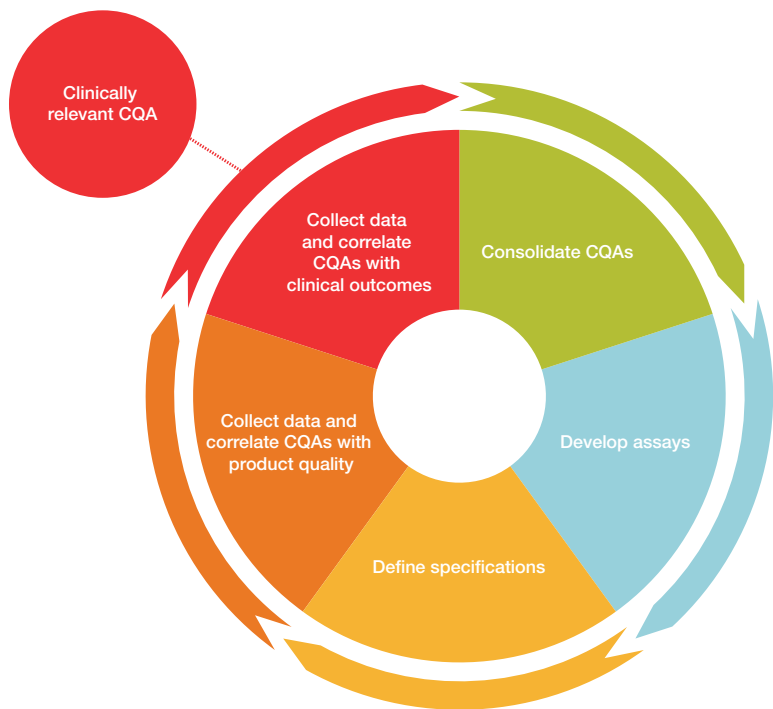 Clinically
relevant CQA
Collect data
and correlate
CQAs with
clinical outcomes
Consolidate CQAs
Collect data and
correlate CQAs with
product quality
Develop assays
Define specifications